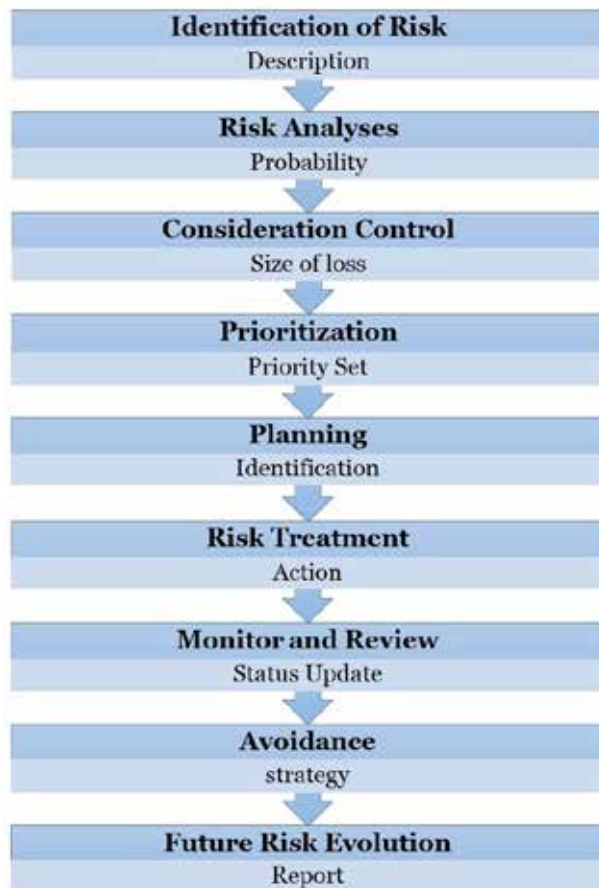 Identification of Risk
Description
Risk Analyses
Probability
Consideration Control
Size of loss
Prioritization
Priority Set
Planning
Identification
Risk Treatment
Action
Monitor and Review
Status Update
Avoidance
strategy
Future Risk Evolution
Report